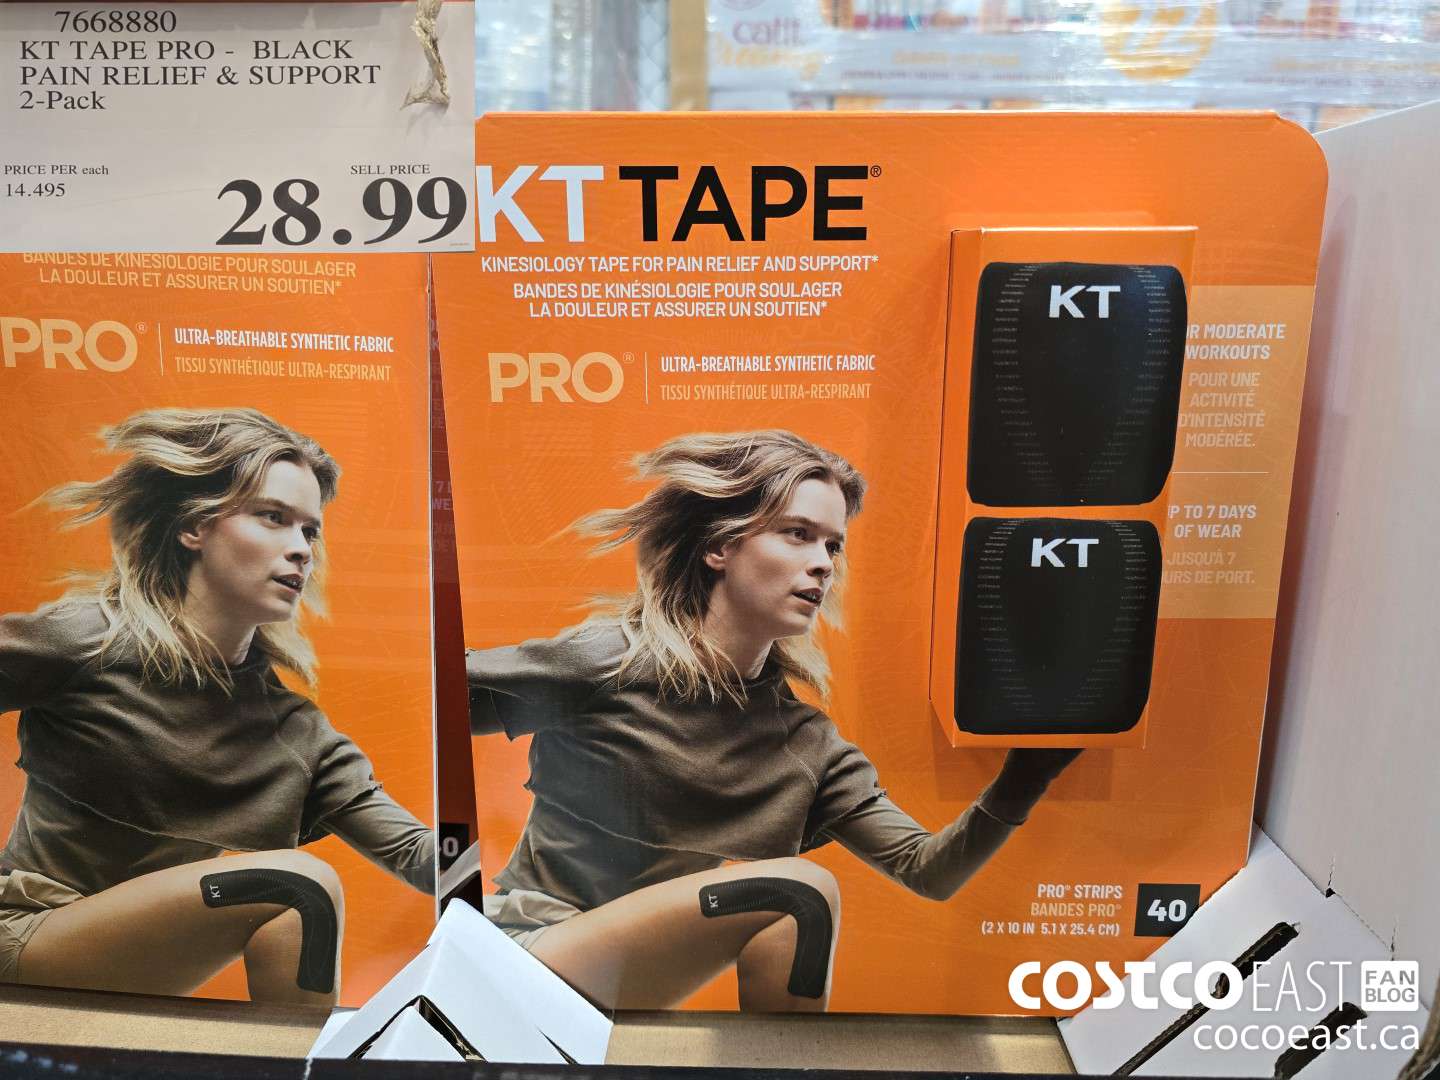 7668880
KT TAPE PRO - BLACK
PAIN RELIEF & SUPPORT
2-Pack
PRICE PER each
14.495
SELL PRICE
28.99
BANDES DE KINÉSIOLOGIE POUR SOULAGER
LA DOULEUR ET ASSURER UN SOUTIEN*
PRO®
ULTRA-BREATHABLE SYNTHETIC FABRIC
TISSU SYNTHÉTIQUE ULTRA-RESPIRANT
KT
KT TAPE®
KINESIOLOGY TAPE FOR PAIN RELIEF AND SUPPORT*
BANDES DE KINÉSIOLOGIE POUR SOULAGER
LA DOULEUR ET ASSURER UN SOUTIEN*
PRO®
ULTRA-BREATHABLE SYNTHETIC FABRIC
TISSU SYNTHÉTIQUE ULTRA-RESPIRANT
KT
KT
MODERATE
WORKOUTS
POUR UNE
ACTIVITÉ
D'INTENSITÉ
MODÉRÉE.
TO 7 DAYS
OF WEAR
JUSQU'À 7
DE PORT.
KT
PRO® STRIPS
BANDES PRO®
(2 X 10 IN 5.1 X 25.4 CM)
40
COSTCO EAST FAN BLOG
cocoeast.ca